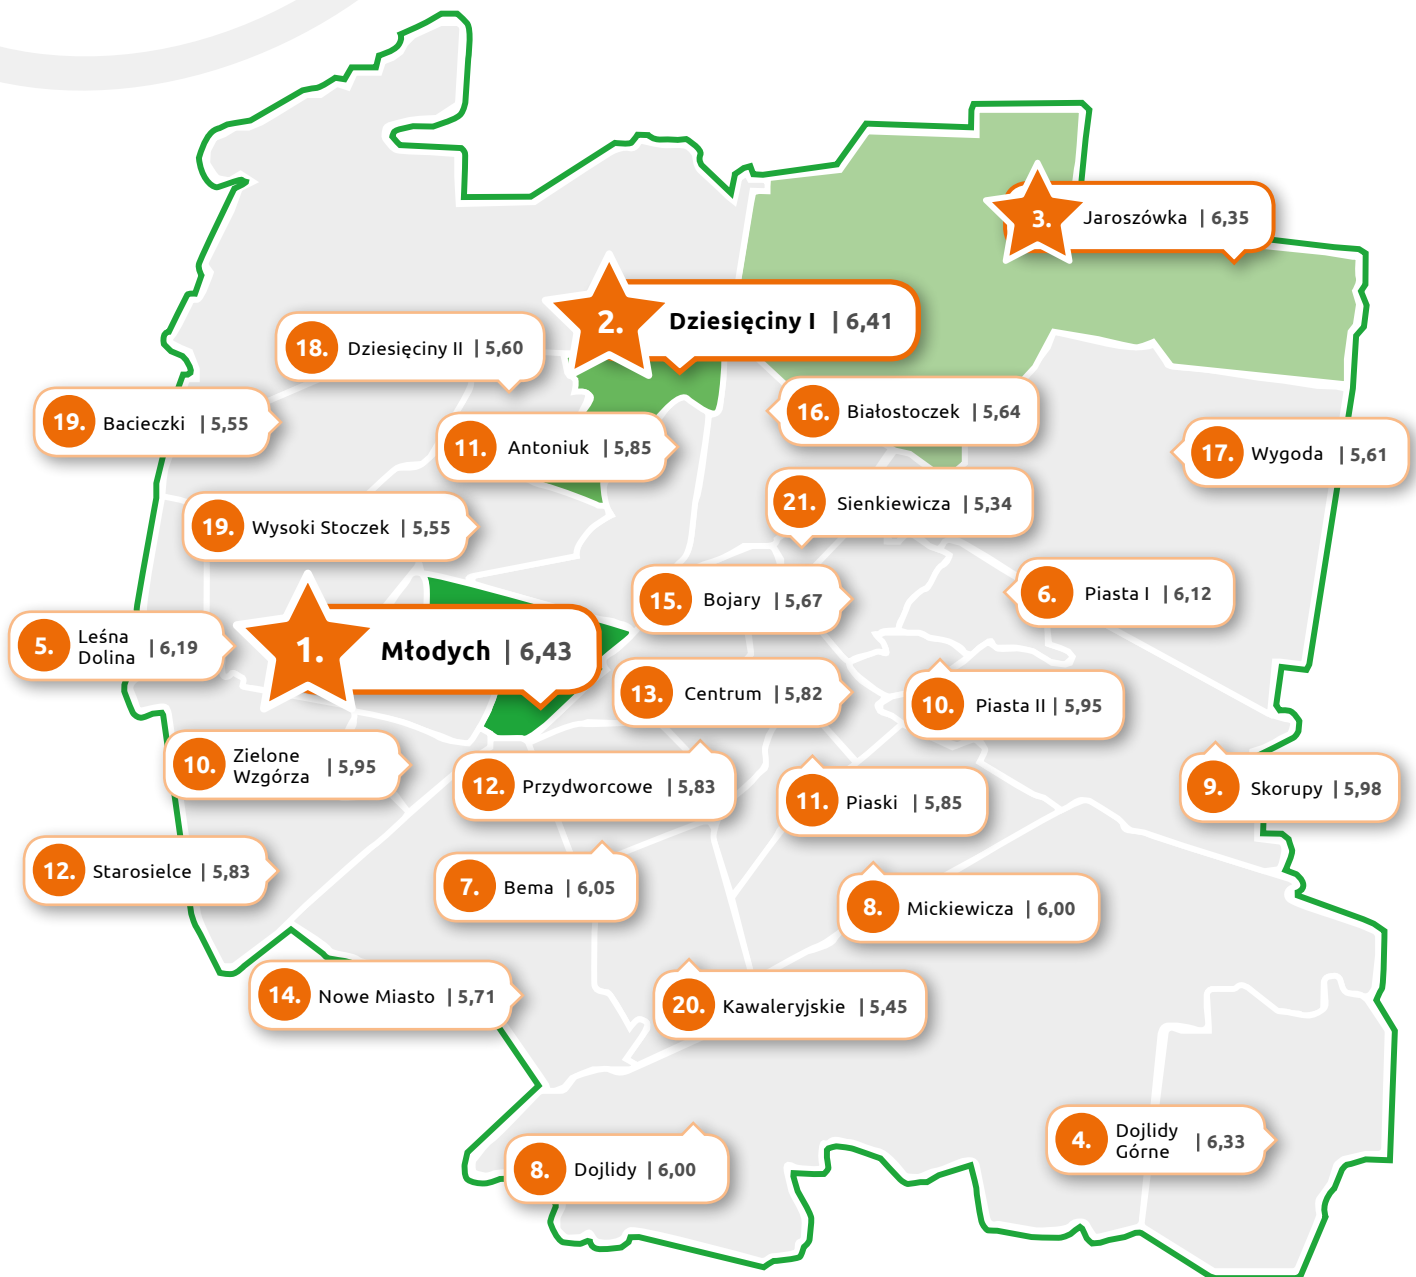 3. Jaroszówka | 6,35
2. Dziesięciny I | 6,41
18. Dziesięciny II | 5,60
19. Bacieczki | 5,55
16. Białostoczek | 5,64
11. Antoniuk | 5,85
17. Wygoda | 5,61
21. Sienkiewicza | 5,34
19. Wysoki Stoczek | 5,55
6. Piasta I | 6,12
15. Bojary | 5,67
5. Leśna
Dolina | 6,19
1. Młodych | 6,43
13. Centrum | 5,82
10. Piasta II | 5,95
10. Zielone
Wzgórza | 5,95
12. Przydworcowe | 5,83
11. Piaski | 5,85
9. Skorupy | 5,98
12. Starosielce | 5,83
7. Bema | 6,05
8. Mickiewicza | 6,00
14. Nowe Miasto | 5,71
20. Kawaleryjskie | 5,45
4. Dojlidy
Górne | 6,33
8. Dojlidy | 6,00